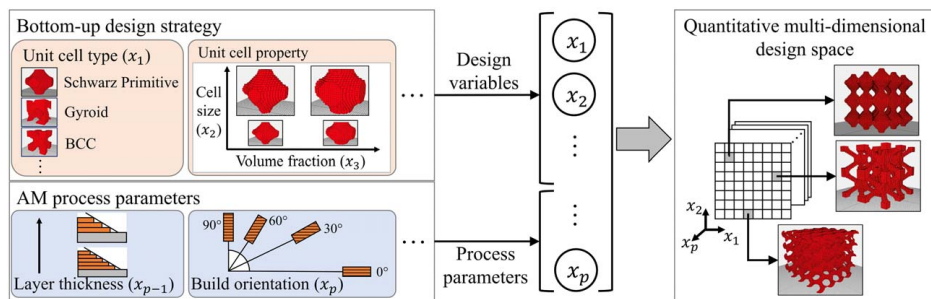 Bottom-up design strategy
Unit cell type (x₁)
Schwarz Primitive
Gyroid
BCC
⋮
Unit cell property
Cell
size
(x₂)
Volume fraction (x₃)
...
AM process parameters
Layer thickness (xₚ₋₁)
90°
60°
30°
0°
Build orientation (xₚ)
...
Design
variables
Process
parameters
x₁
x₂
⋮
⋮
xₚ
Quantitative multi-dimensional
design space
x₂
xₚ
x₁